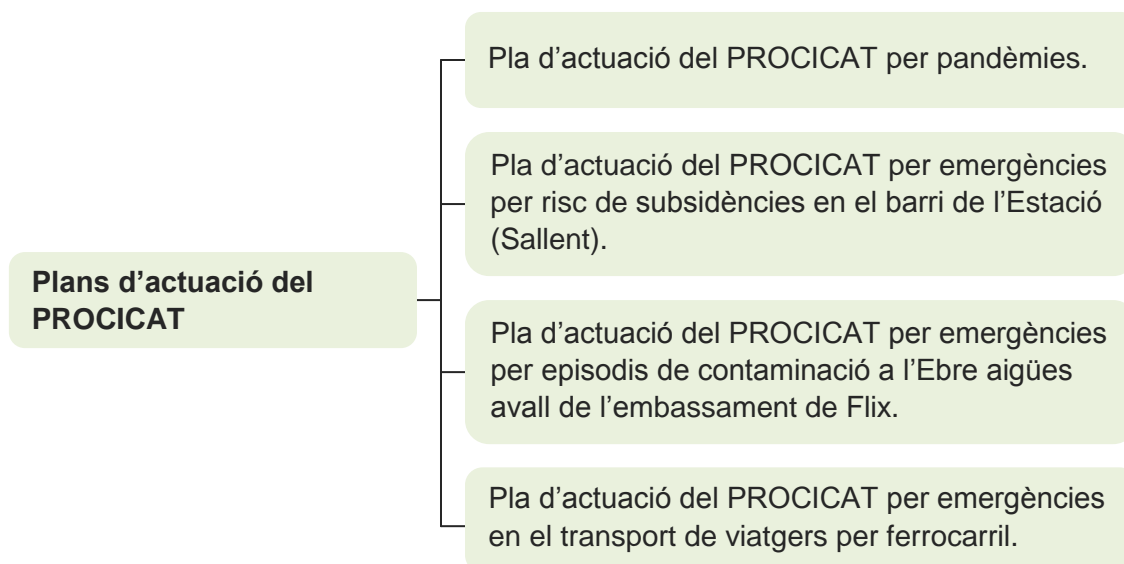 Plans d’actuació del
PROCICAT
Pla d’actuació del PROCICAT per pandèmies.
Pla d’actuació del PROCICAT per emergències
per risc de subsidències en el barri de l’Estació
(Sallent).
Pla d’actuació del PROCICAT per emergències
per episodis de contaminació a l’Ebre aigües
avall de l’embassament de Flix.
Pla d’actuació del PROCICAT per emergències
en el transport de viatgers per ferrocarril.